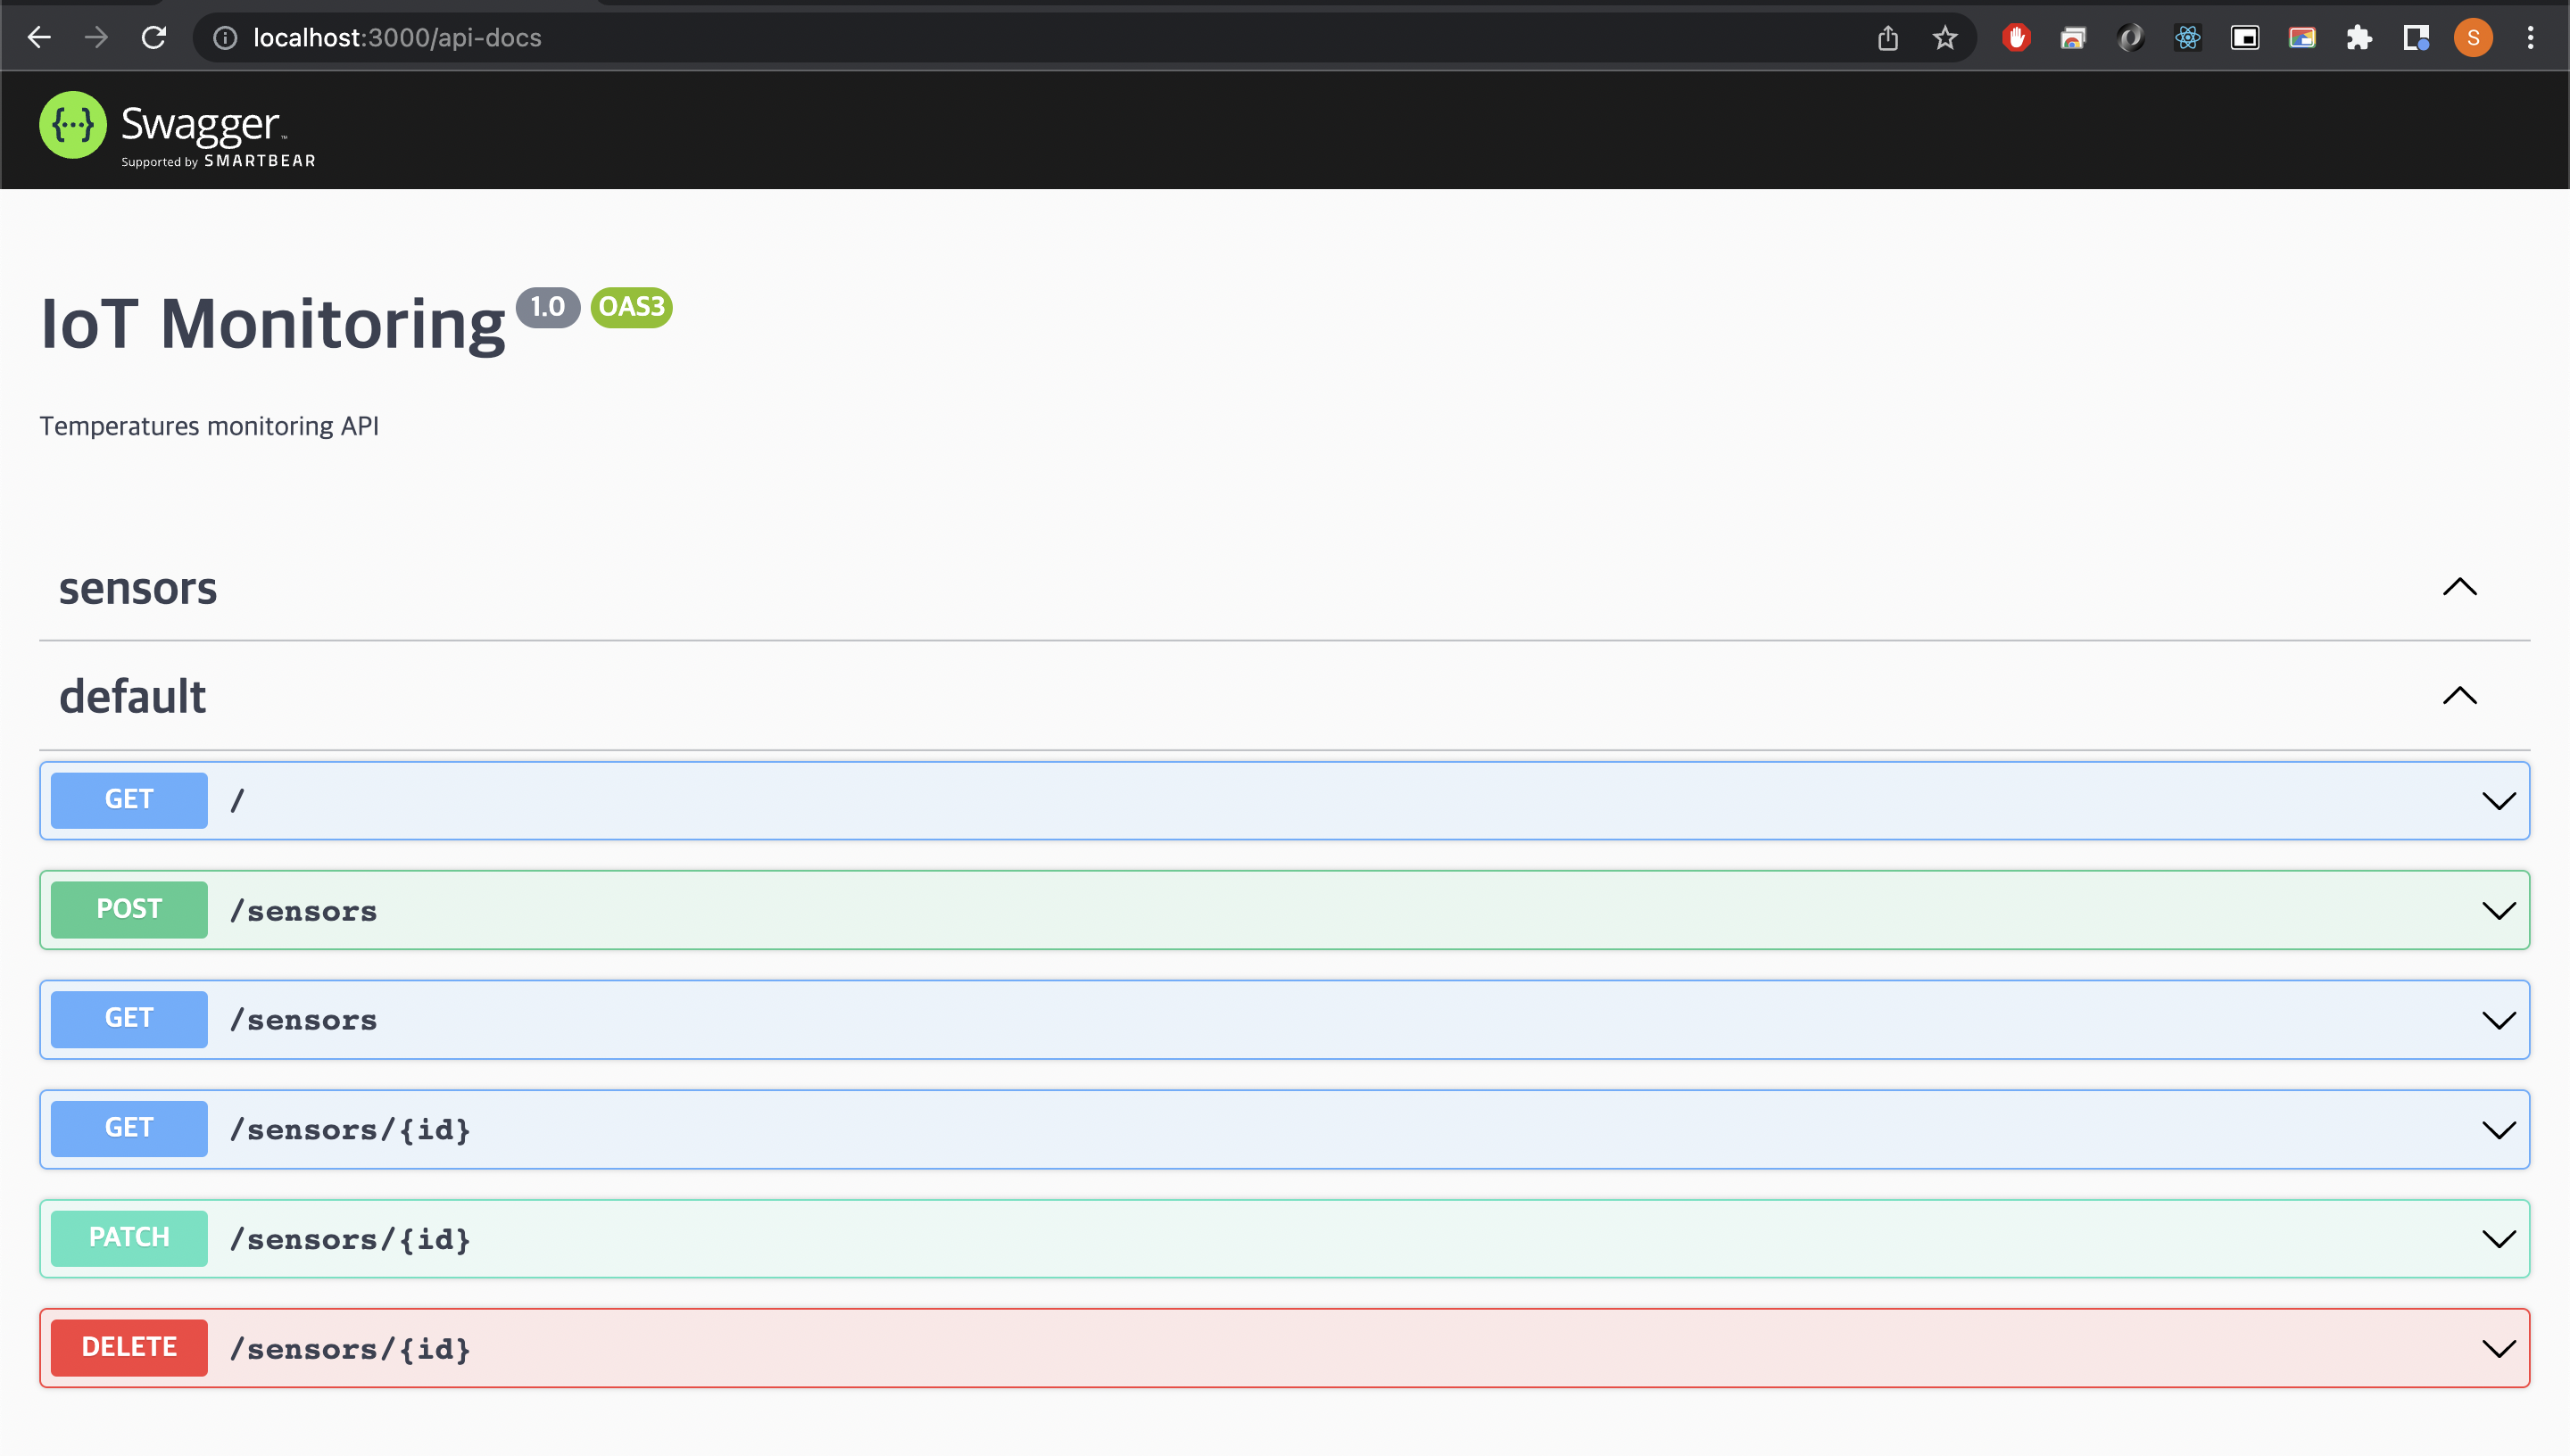 localhost:3000/api-docs
S
{···} Swagger™
Supported by SMARTBEAR
IoT Monitoring 1.0 OAS3
Temperatures monitoring API
sensors
default
GET /
POST /sensors
GET /sensors
GET /sensors/{id}
PATCH /sensors/{id}
DELETE /sensors/{id}